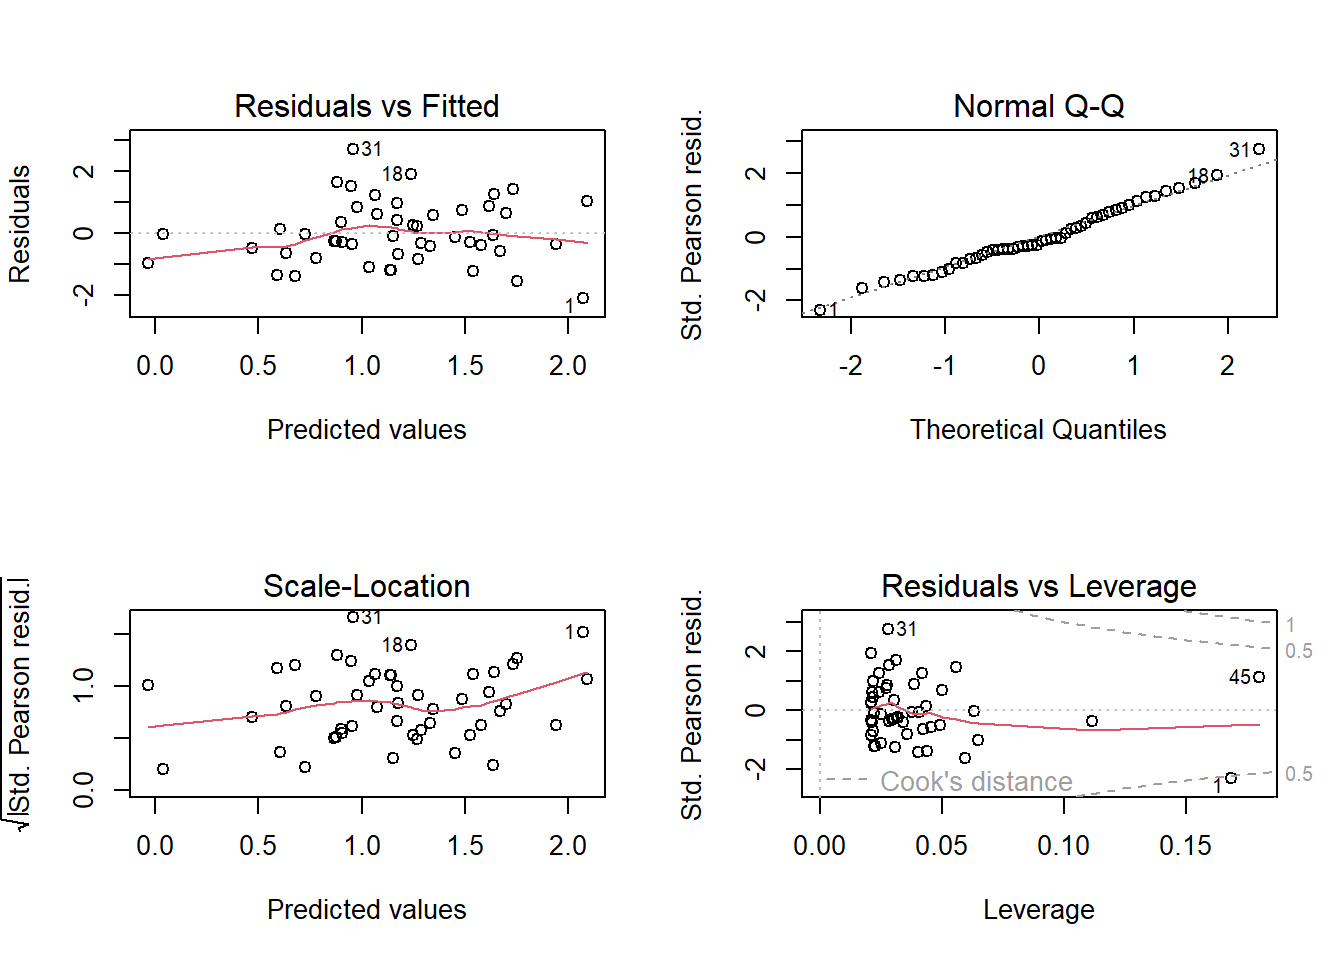 Residuals vs Fitted
Residuals
2
0
-2
31
18
1
0.0 0.5 1.0 1.5 2.0
Predicted values
Normal Q-Q
Std. Pearson resid.
2
0
-2
31
18
1
-2 -1 0 1 2
Theoretical Quantiles
Scale-Location
√|Std. Pearson resid.|
1.0
0.0
31
18
1
0.0 0.5 1.0 1.5 2.0
Predicted values
Residuals vs Leverage
Std. Pearson resid.
2
0
-2
31
45
1
1
0.5
0.5
Cook's distance
0.00 0.05 0.10 0.15
Leverage